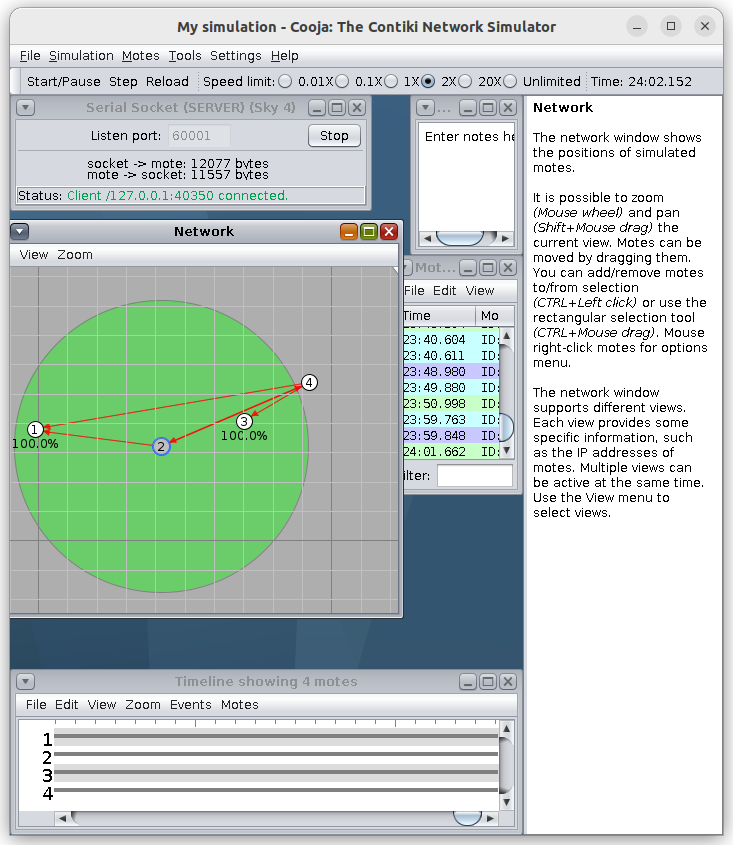 My simulation - Cooja: The Contiki Network Simulator
File Simulation Motes Tools Settings Help
Start/Pause Step Reload Speed limit: 0.01X 0.1X 1X 2X 20X Unlimited Time: 24:02.152
Serial Socket (SERVER) (Sky 4)
Listen port: 60001 Stop
socket -> mote: 12077 bytes
mote -> socket: 11557 bytes
Status: Client /127.0.0.1:40350 connected.
...
Enter notes he
Network
View Zoom
4
1
3
100.0%
100.0%
2
Mot...
File Edit View
Time Mo
23:40.604 ID:
23:40.611 ID:
23:48.980 ID:
23:49.880 ID:
23:50.998 ID:
23:59.763 ID:
23:59.848 ID:
24:01.662 ID:
ilter:
Timeline showing 4 motes
File Edit View Zoom Events Motes
1
2
3
4
Network
The network window shows
the positions of simulated
motes.
It is possible to zoom
(Mouse wheel) and pan
(Shift+Mouse drag) the
current view. Motes can be
moved by dragging them.
You can add/remove motes
to/from selection
(CTRL+Left click) or use the
rectangular selection tool
(CTRL+Mouse drag). Mouse
right-click motes for options
menu.
The network window
supports different views.
Each view provides some
specific information, such
as the IP addresses of
motes. Multiple views can
be active at the same time.
Use the View menu to
select views.